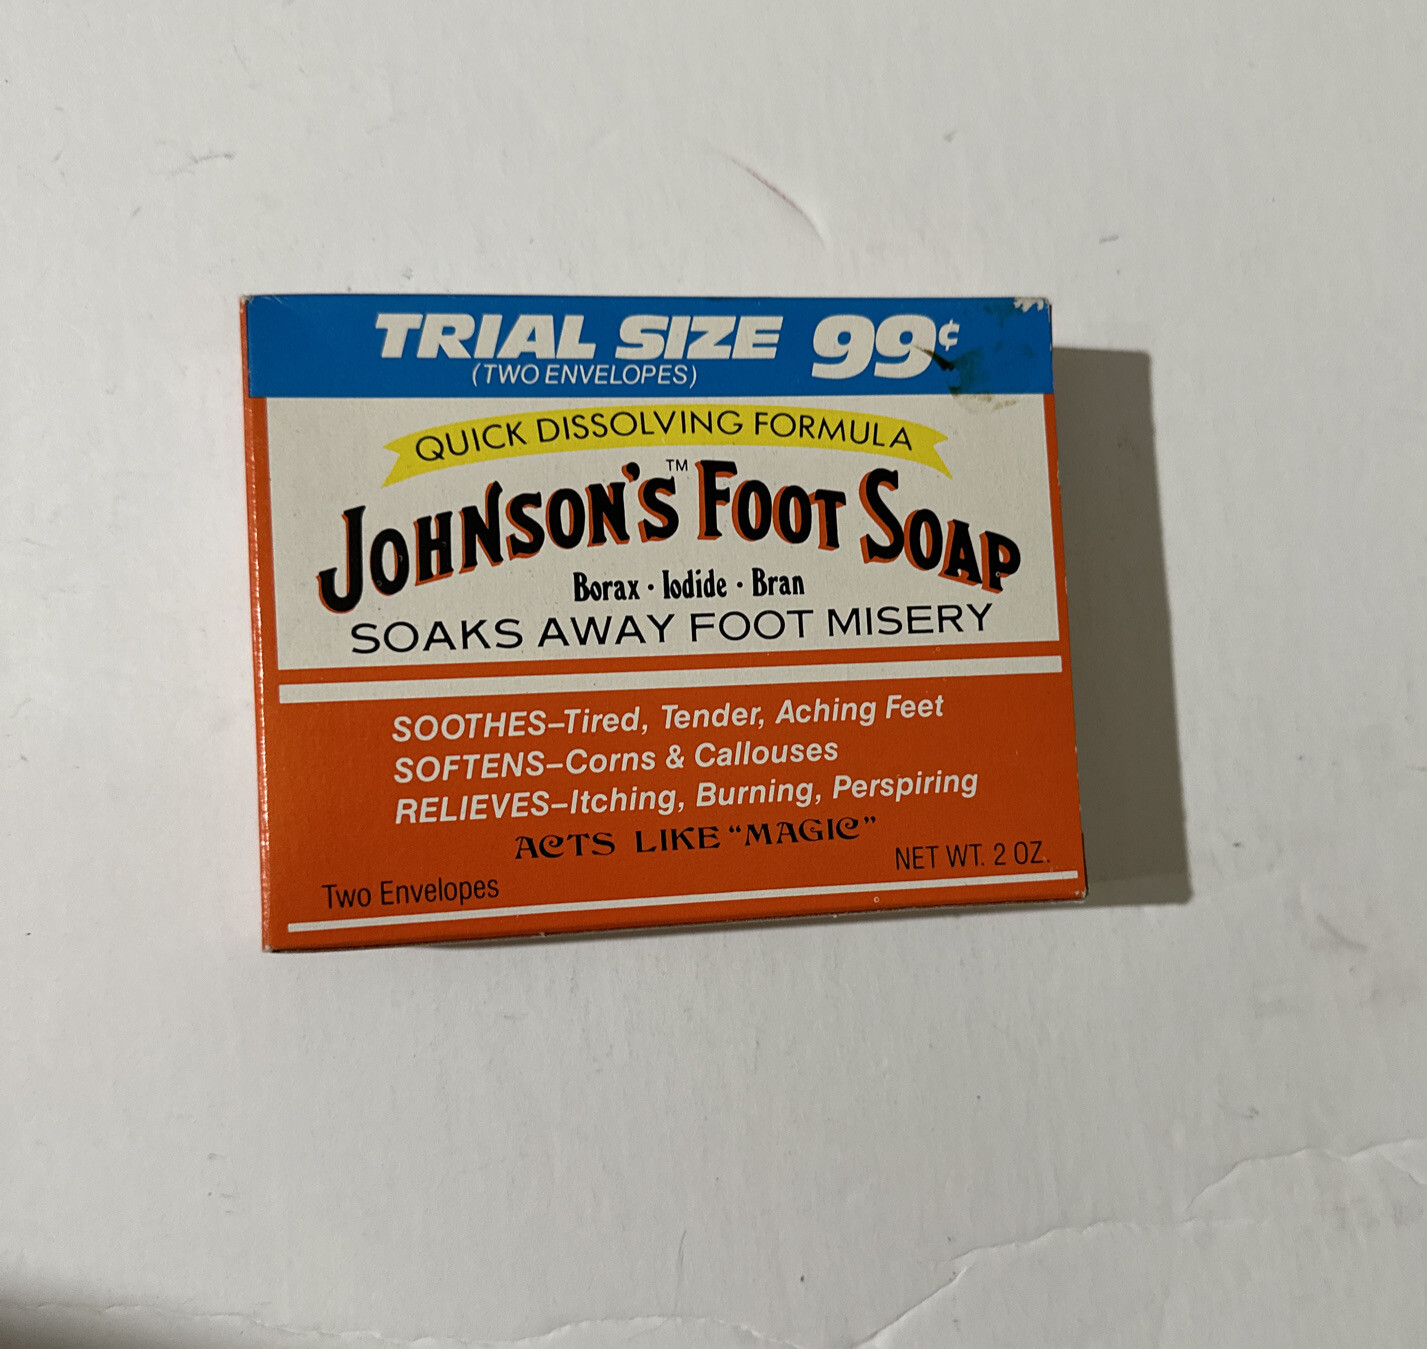 TRIAL SIZE 99¢
(TWO ENVELOPES)
QUICK DISSOLVING FORMULA
JOHNSON'S™ FOOT SOAP
Borax · Iodide · Bran
SOAKS AWAY FOOT MISERY
SOOTHES–Tired, Tender, Aching Feet
SOFTENS–Corns & Callouses
RELIEVES–Itching, Burning, Perspiring
ACTS LIKE "MAGIC"
NET WT. 2 OZ.
Two Envelopes